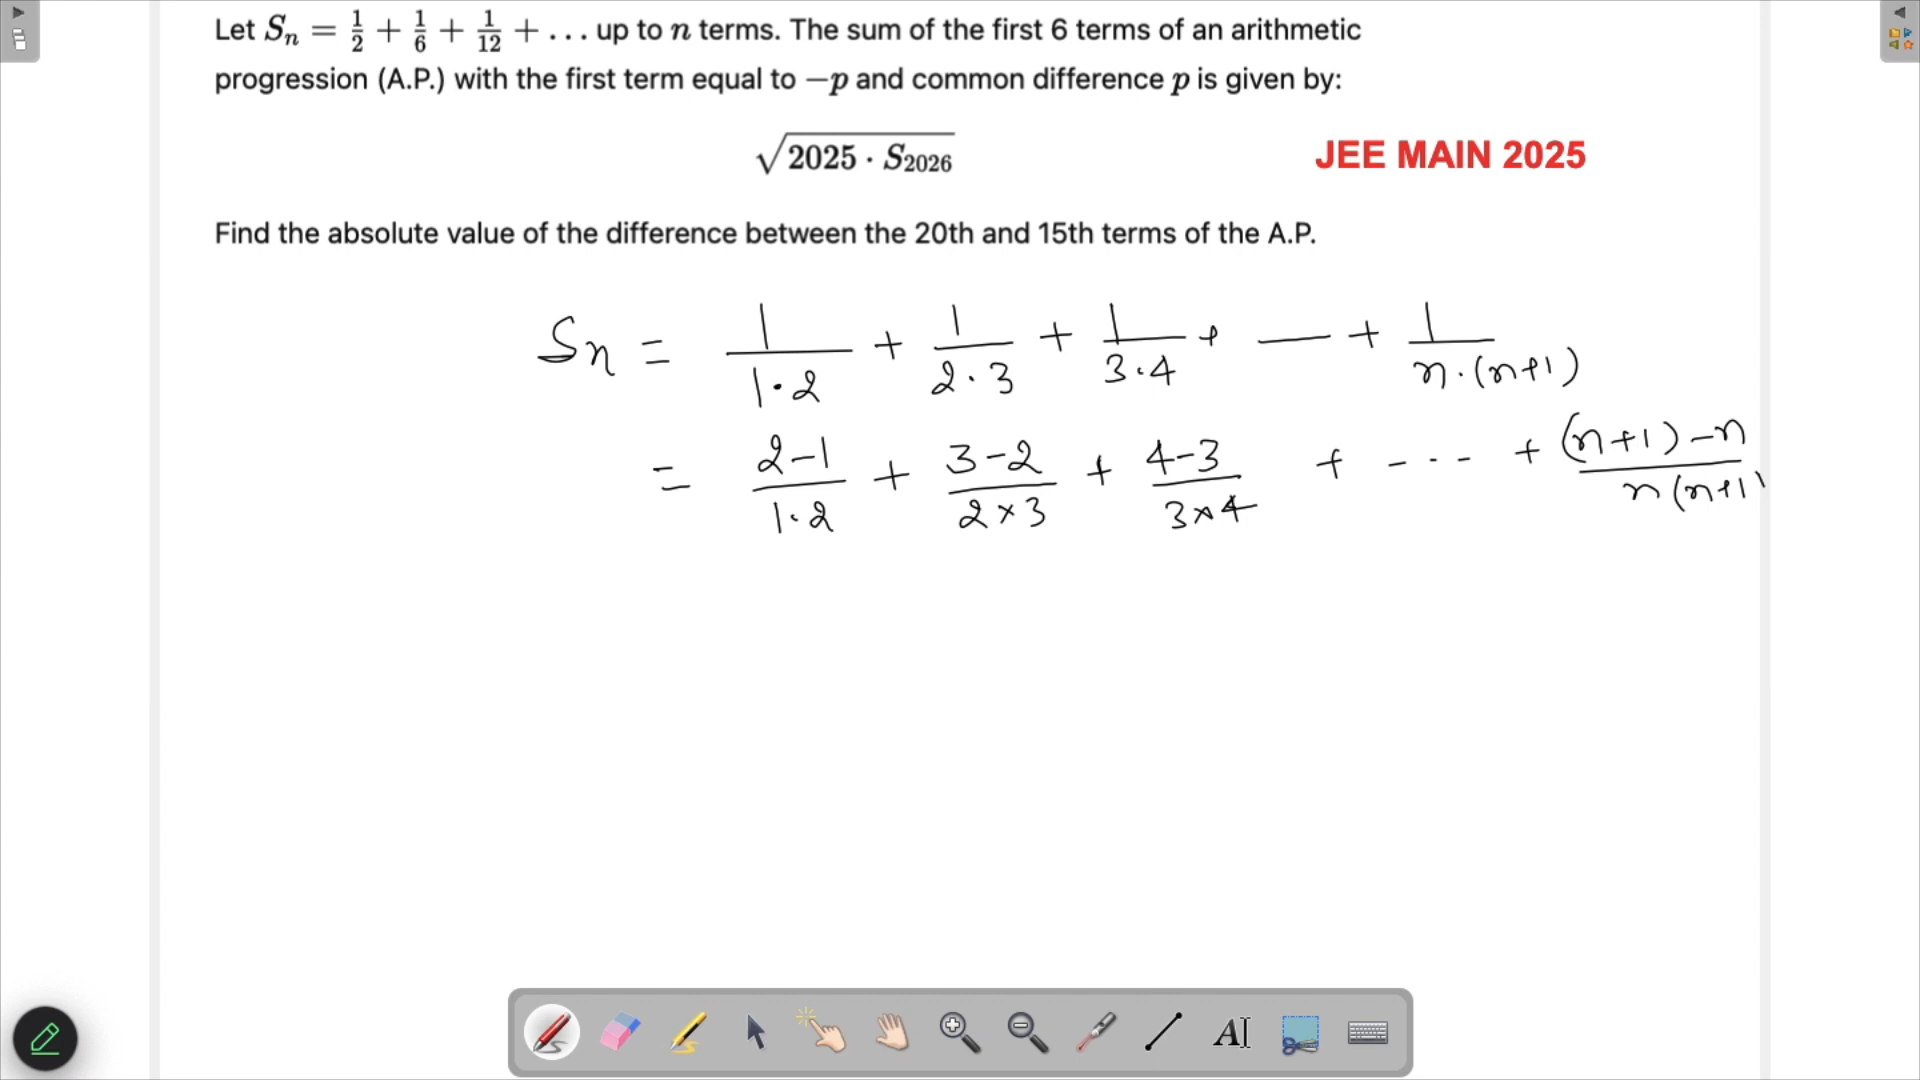 Let Sn = 1/2 + 1/6 + 1/12 + ... up to n terms. The sum of the first 6 terms of an arithmetic
progression (A.P.) with the first term equal to −p and common difference p is given by:
√2025 · S2026
JEE MAIN 2025
Find the absolute value of the difference between the 20th and 15th terms of the A.P.
Sn = 1/1·2 + 1/2·3 + 1/3·4 + — + 1/n·(n+1)
= 2-1/1·2 + 3-2/2×3 + 4-3/3×4 + ---- + (n+1)-n/n(n+1)
AI